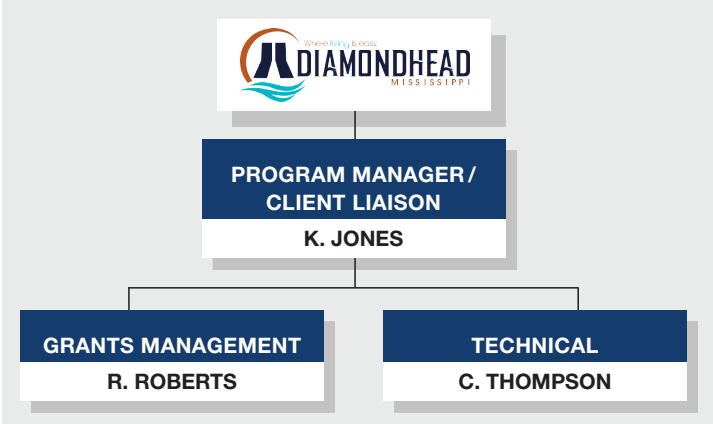 Where living is easy.
DIAMONDHEAD
MISSISSIPPI
PROGRAM MANAGER /
CLIENT LIAISON
K. JONES
GRANTS MANAGEMENT
R. ROBERTS
TECHNICAL
C. THOMPSON